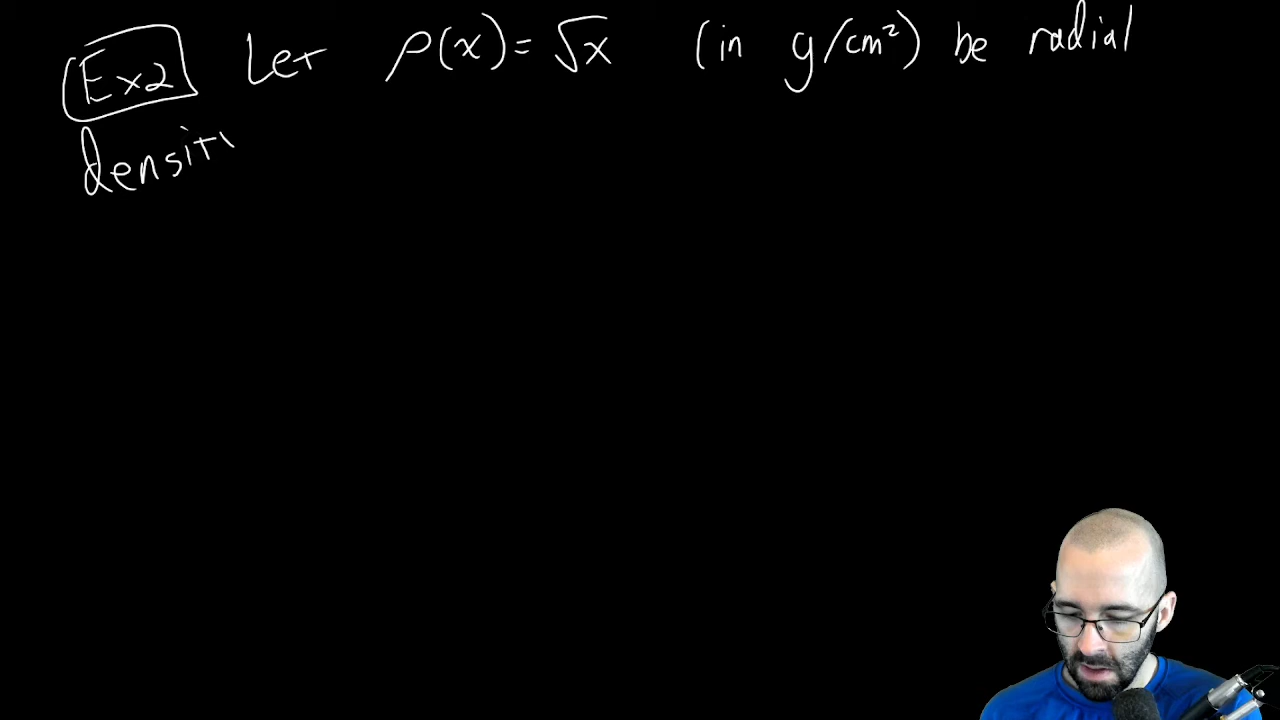 Ex2 Let ρ(x)=√x (in g/cm²) be radial
densit